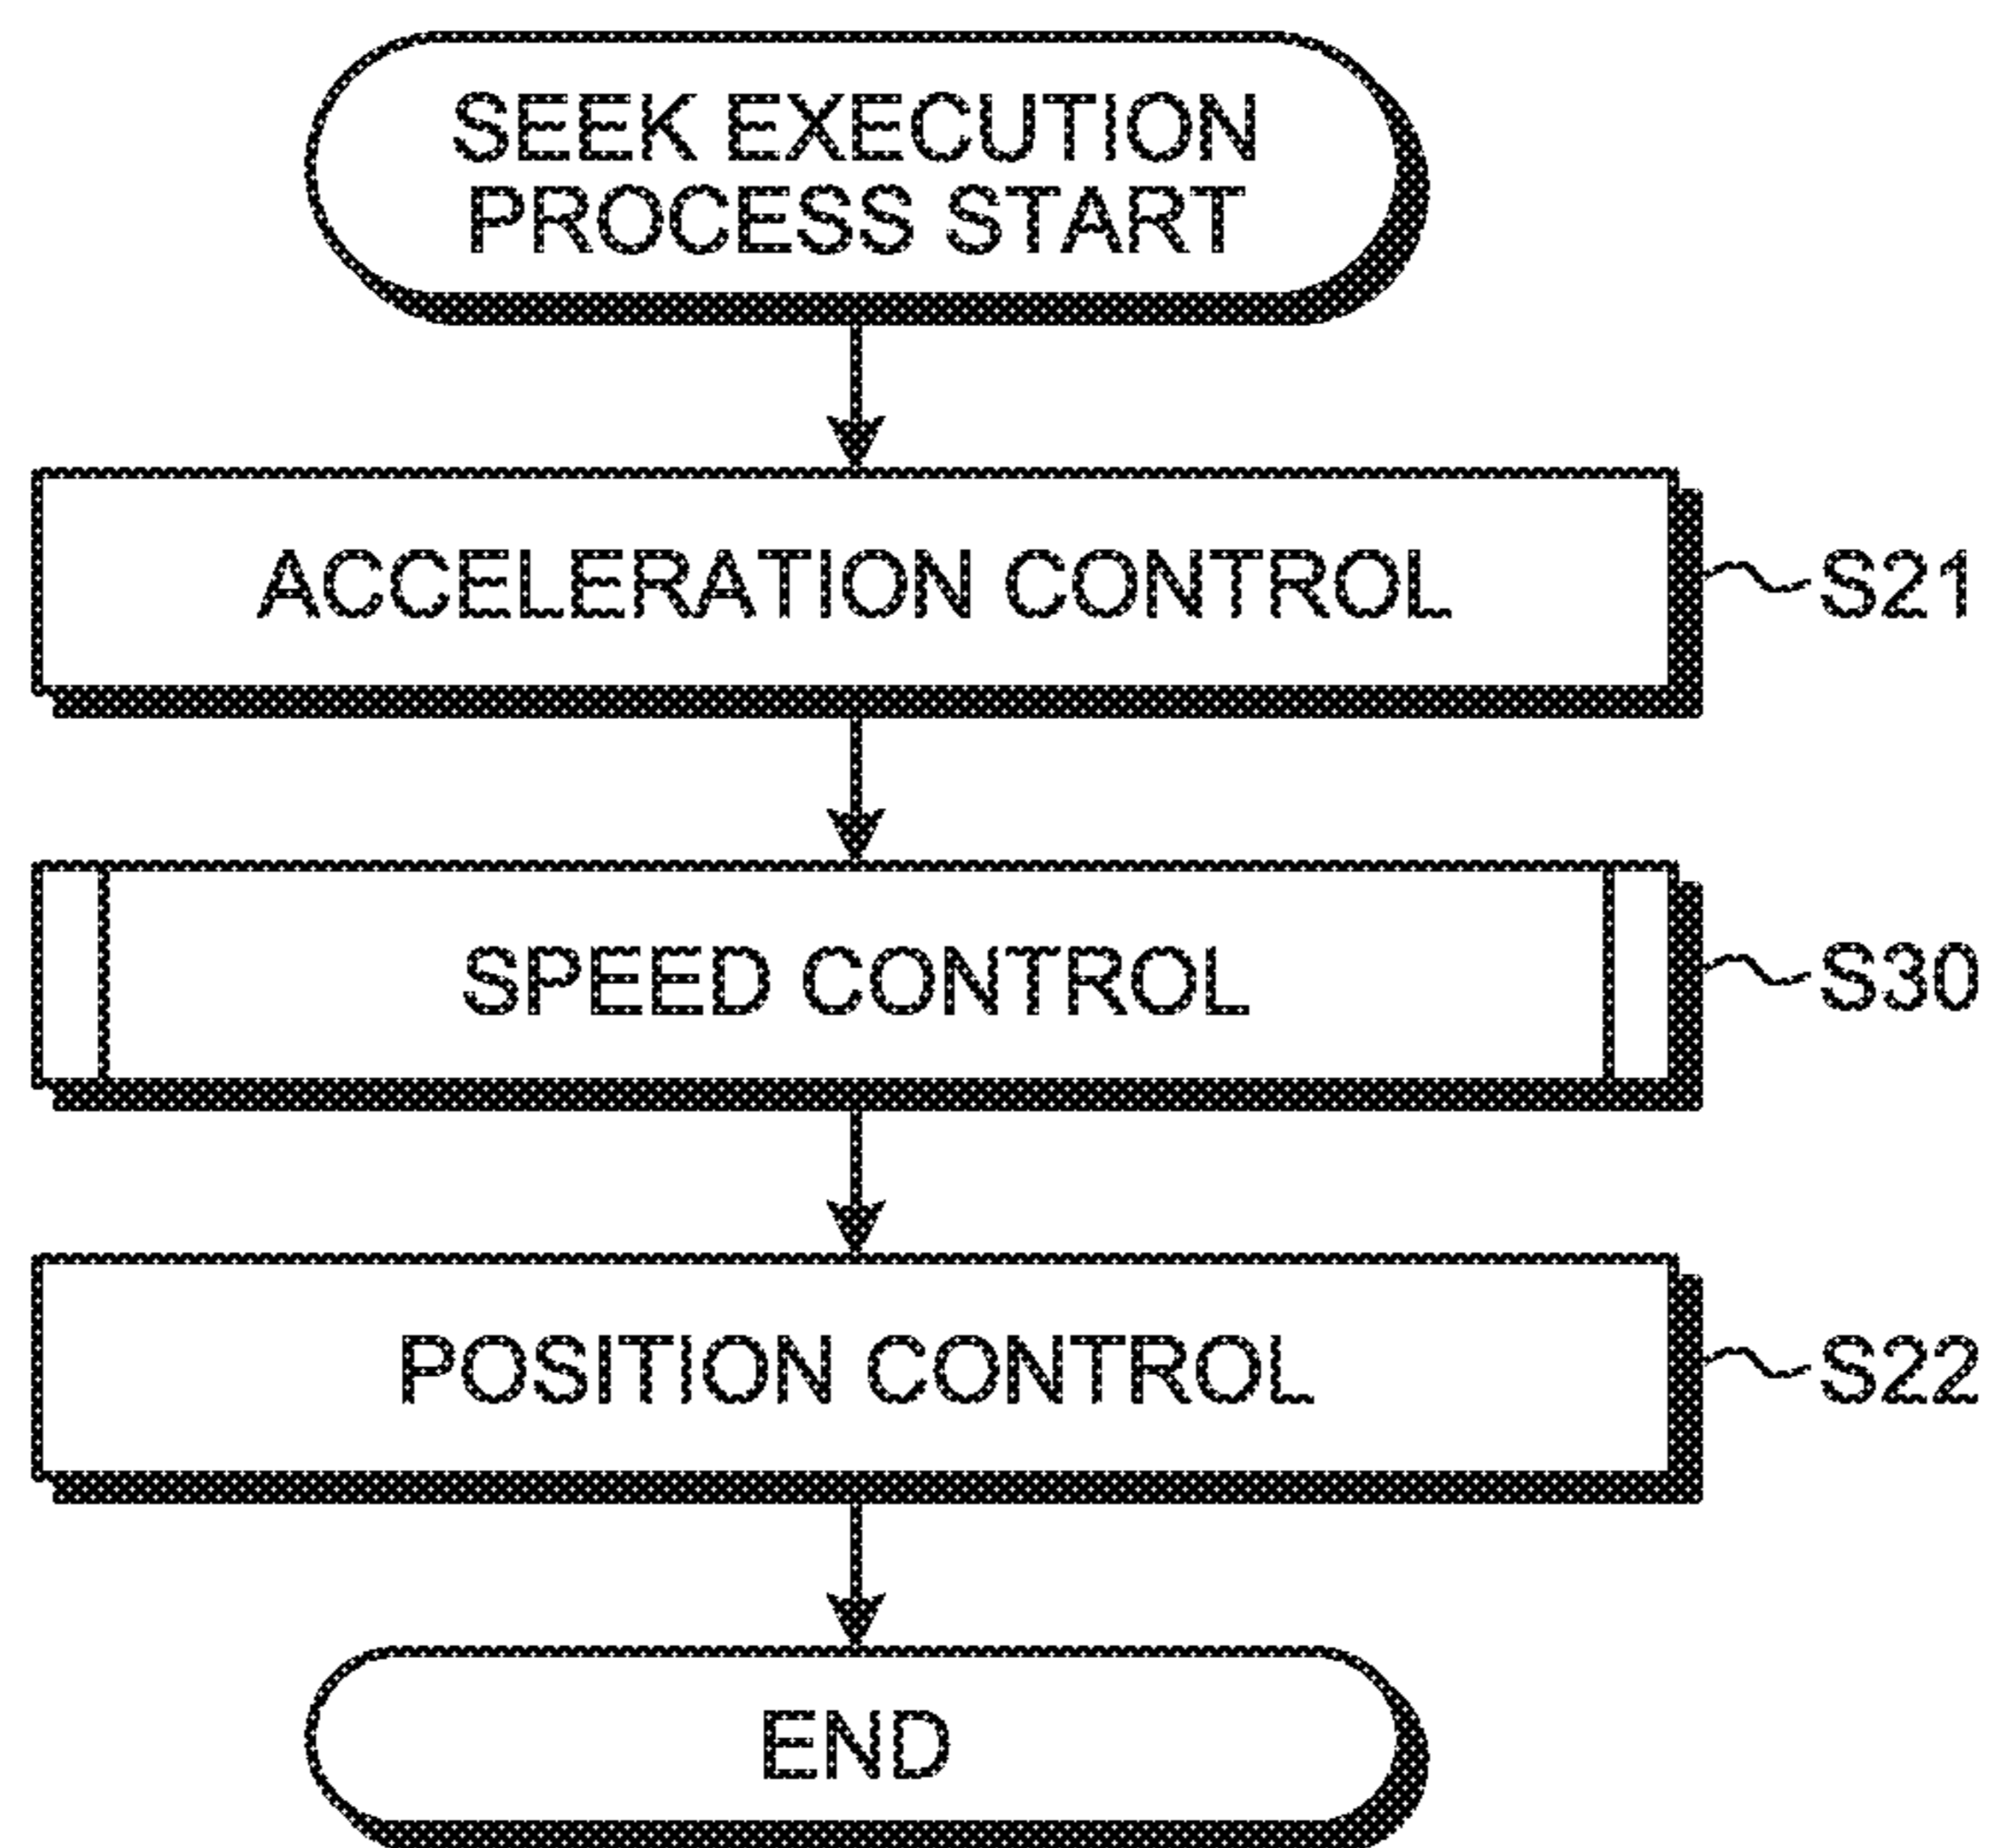 SEEK EXECUTION
PROCESS START
ACCELERATION CONTROL
S21
SPEED CONTROL
S30
POSITION CONTROL
S22
END